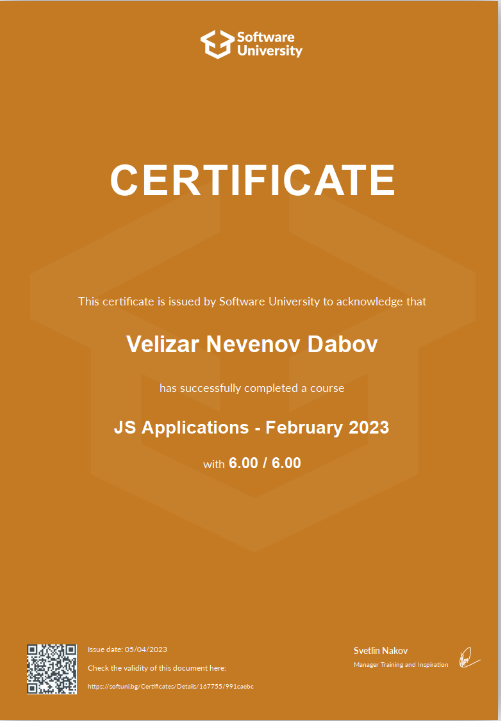 Software
University
CERTIFICATE
This certificate is issued by Software University to acknowledge that
Velizar Nevenov Dabov
has successfully completed a course
JS Applications - February 2023
with 6.00 / 6.00
Issue date: 05/04/2023
Check the validity of this document here:
https://softuni.bg/Certificates/Details/167755/991caebc
Svetlin Nakov
Manager Training and Inspiration